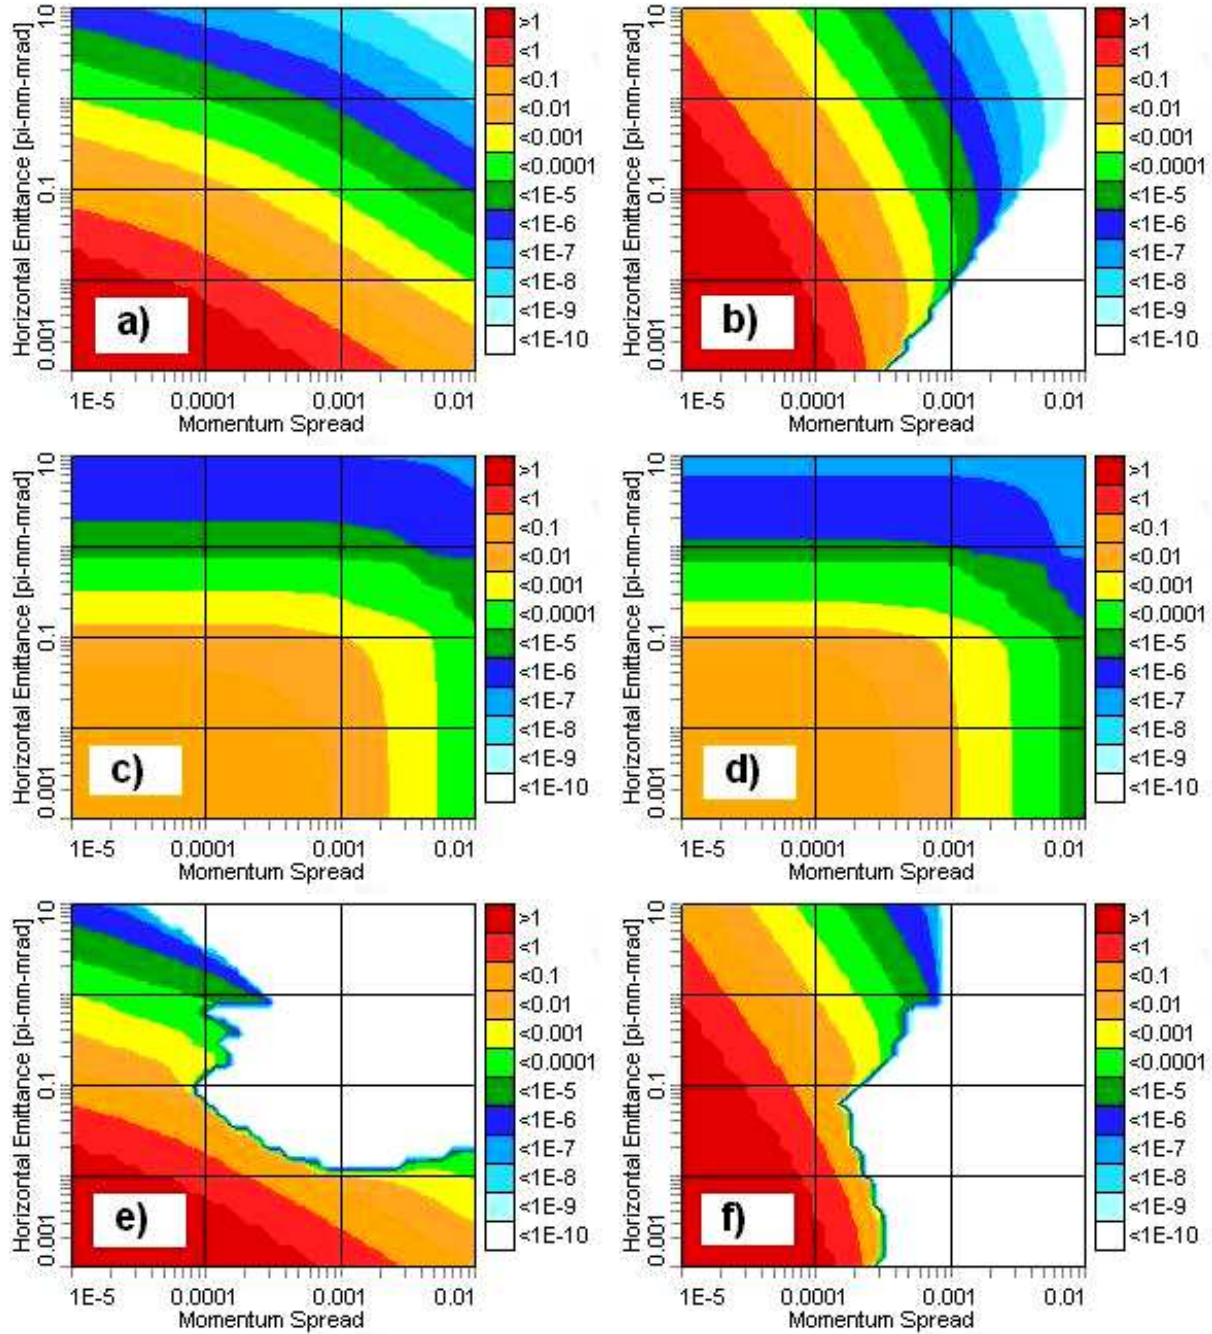 Horizontal Emittance [pi-mm-mrad]
10
0.1
0.001
a)
1E-5 0.0001 0.001 0.01
Momentum Spread
>1
<1
<0.1
<0.01
<0.001
<0.0001
<1E-5
<1E-6
<1E-7
<1E-8
<1E-9
<1E-10
Horizontal Emittance [pi-mm-mrad]
10
0.1
0.001
b)
1E-5 0.0001 0.001 0.01
Momentum Spread
>1
<1
<0.1
<0.01
<0.001
<0.0001
<1E-5
<1E-6
<1E-7
<1E-8
<1E-9
<1E-10
Horizontal Emittance [pi-mm-mrad]
10
0.1
0.001
c)
1E-5 0.0001 0.001 0.01
Momentum Spread
>1
<1
<0.1
<0.01
<0.001
<0.0001
<1E-5
<1E-6
<1E-7
<1E-8
<1E-9
<1E-10
Horizontal Emittance [pi-mm-mrad]
10
0.1
0.001
d)
1E-5 0.0001 0.001 0.01
Momentum Spread
>1
<1
<0.1
<0.01
<0.001
<0.0001
<1E-5
<1E-6
<1E-7
<1E-8
<1E-9
<1E-10
Horizontal Emittance [pi-mm-mrad]
10
0.1
0.001
e)
1E-5 0.0001 0.001 0.01
Momentum Spread
>1
<1
<0.1
<0.01
<0.001
<0.0001
<1E-5
<1E-6
<1E-7
<1E-8
<1E-9
<1E-10
Horizontal Emittance [pi-mm-mrad]
10
0.1
0.001
f)
1E-5 0.0001 0.001 0.01
Momentum Spread
>1
<1
<0.1
<0.01
<0.001
<0.0001
<1E-5
<1E-6
<1E-7
<1E-8
<1E-9
<1E-10